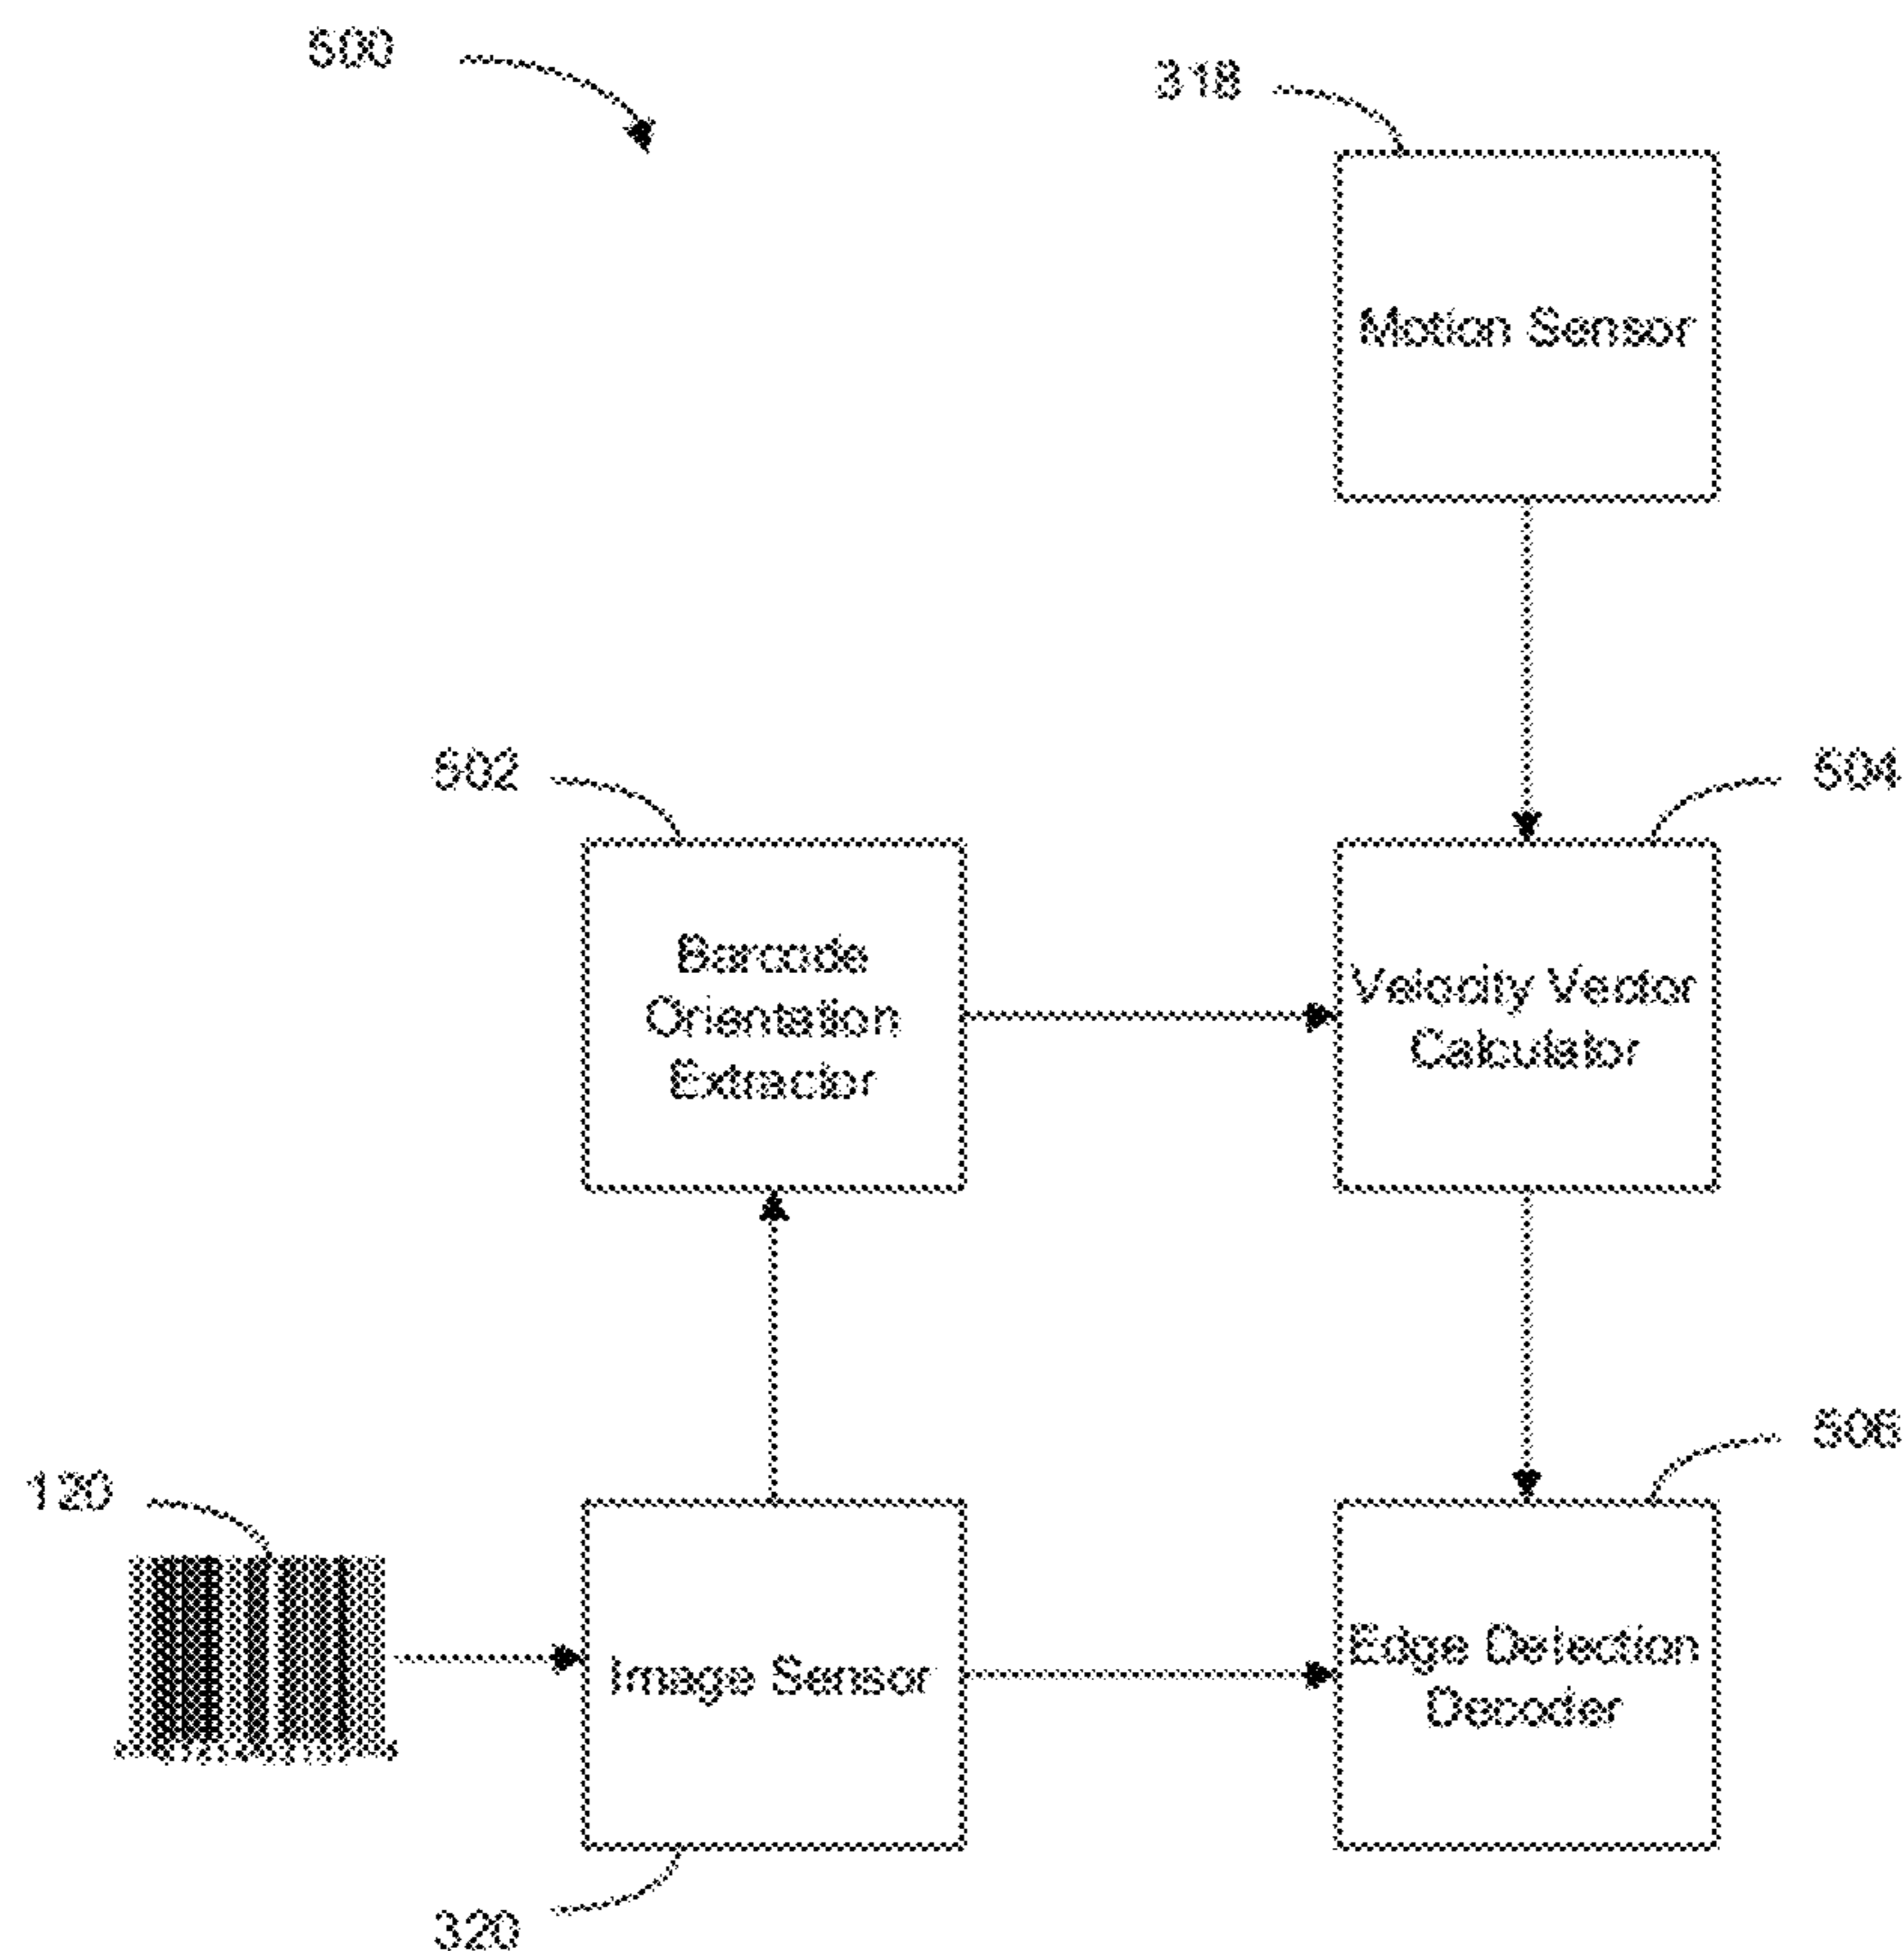 500
318
Motion Sensor
502
504
Barcode
Orientation
Extractor
Velocity Vector
Calculator
506
120
Image Sensor
Edge Detection
Decoder
320